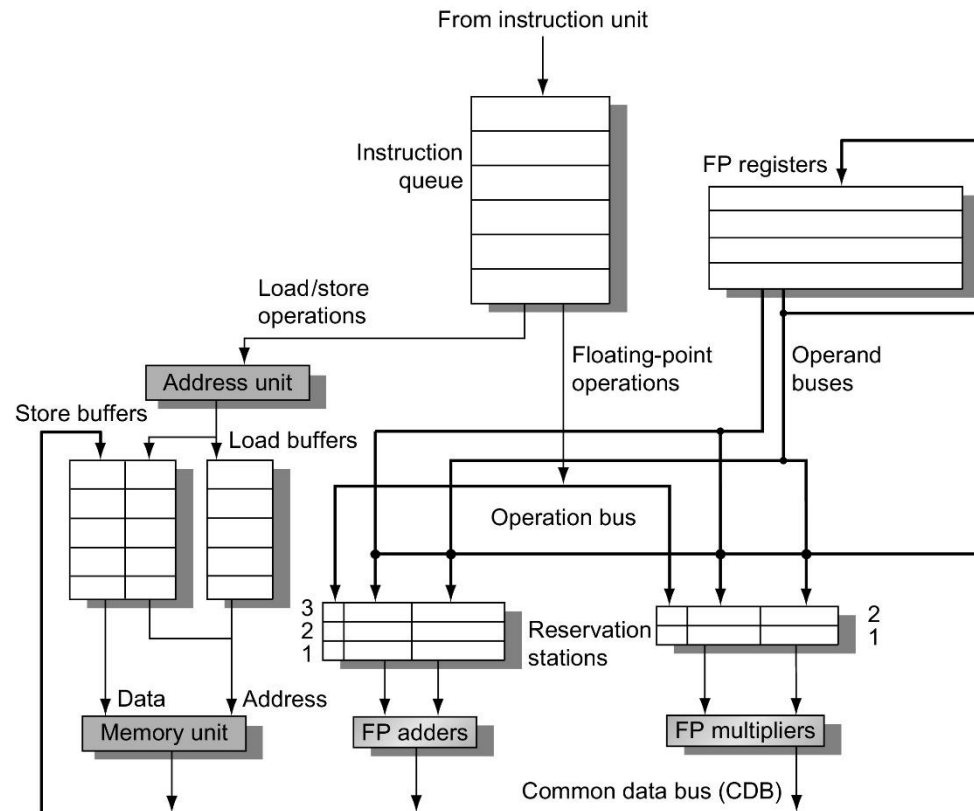 From instruction unit
Instruction
queue
FP registers
Load/store
operations
Floating-point
operations
Operand
buses
Address unit
Store buffers
Load buffers
Operation bus
3
2
1
Reservation
stations
2
1
Data
Address
Memory unit
FP adders
FP multipliers
Common data bus (CDB)